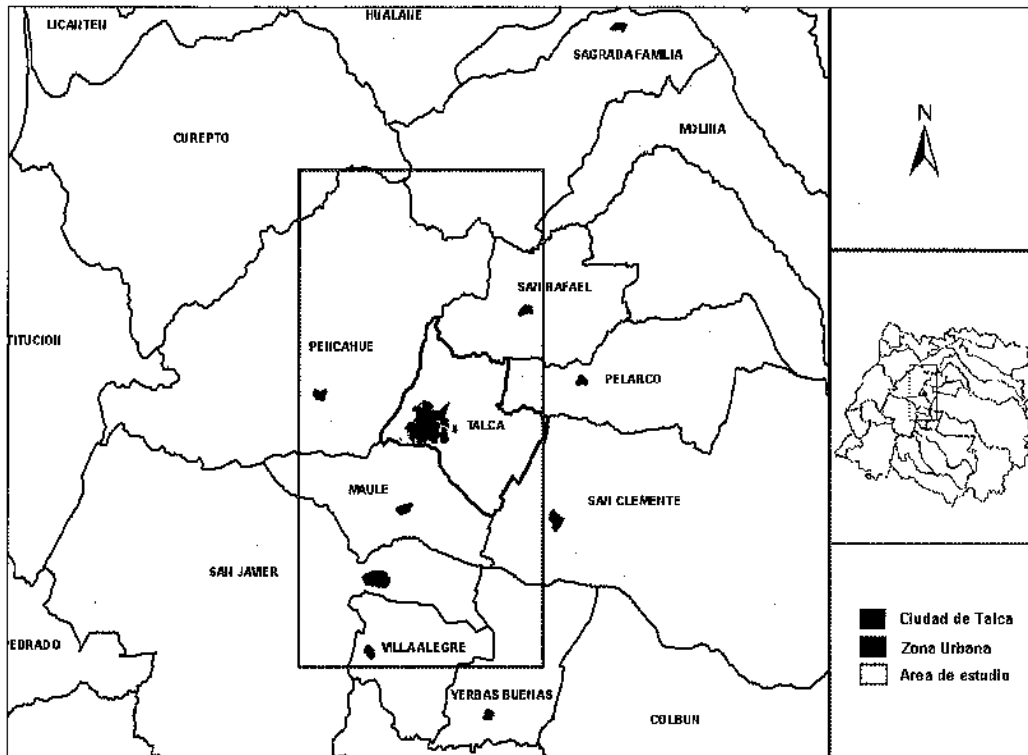 LICANTEN
HUALANE
SAGRADA FAMILIA
MOLINA
CUREPTO
N
SAN RAFAEL
TITUCION
PENCAHUE
PELARCO
TALCA
MAULE
SAN CLEMENTE
SAN JAVIER
Ciudad de Talca
Zona Urbana
Area de estudio
PEDRADO
VILLA ALEGRE
YERBAS BUENAS
COLBUN